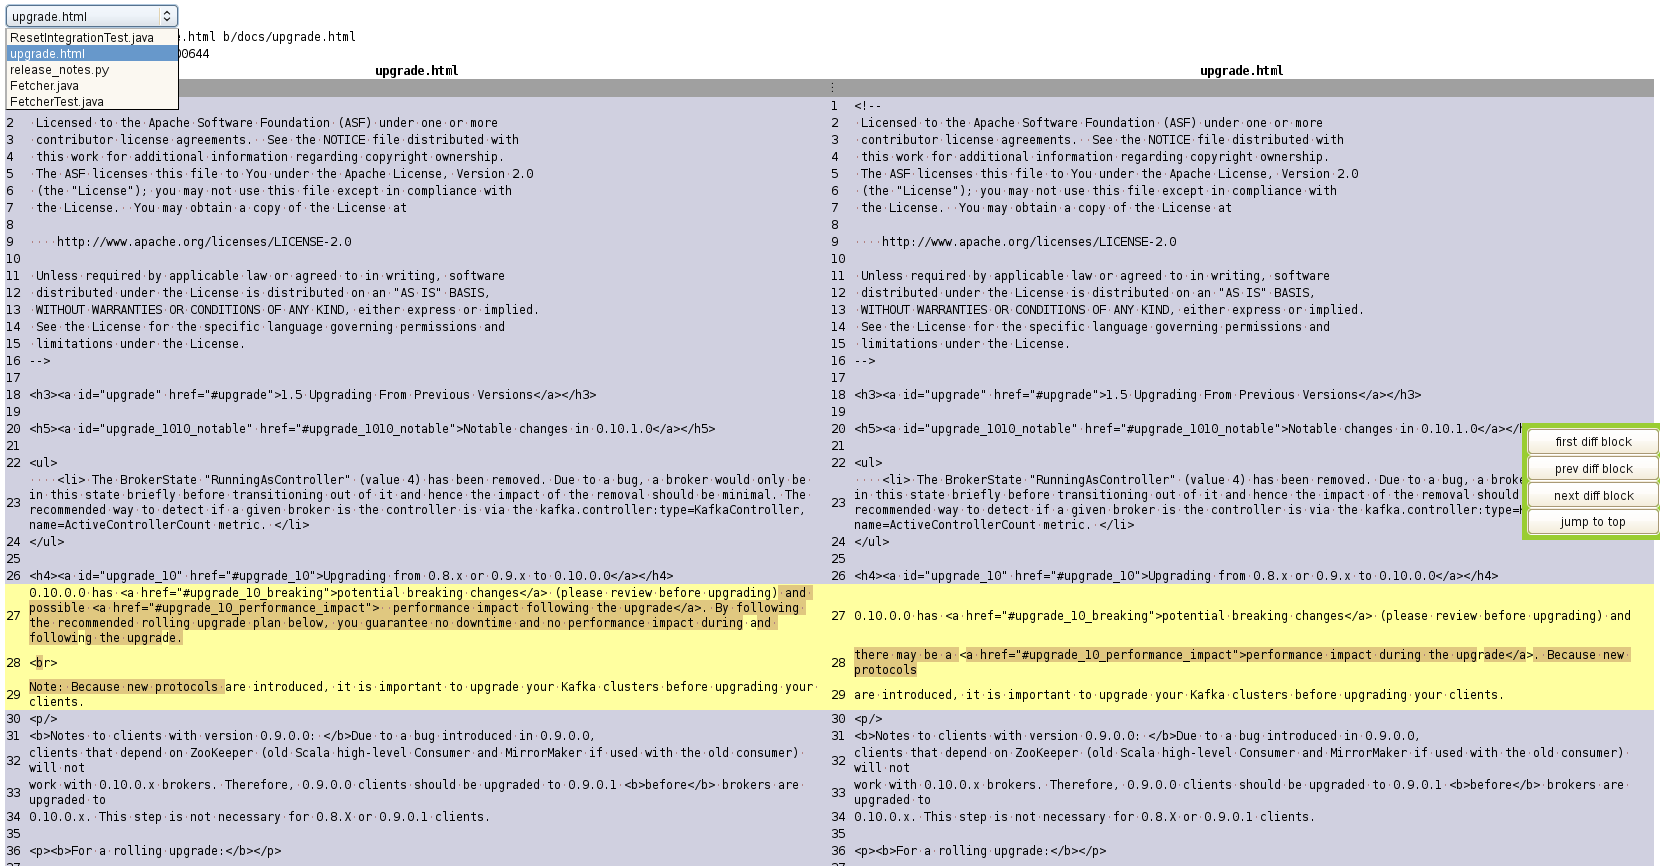 upgrade.html
ResetIntegrationTest.java
upgrade.html
release_notes.py
Fetcher.java
FetcherTest.java
.html b/docs/upgrade.html
00644
upgrade.html
2 Licensed to the Apache Software Foundation (ASF) under one or more
3 contributor license agreements.  See the NOTICE file distributed with
4 this work for additional information regarding copyright ownership.
5 The ASF licenses this file to You under the Apache License, Version 2.0
6 (the "License"); you may not use this file except in compliance with
7 the License.  You may obtain a copy of the License at
8
9 http://www.apache.org/licenses/LICENSE-2.0
10
11 Unless required by applicable law or agreed to in writing, software
12 distributed under the License is distributed on an "AS IS" BASIS,
13 WITHOUT WARRANTIES OR CONDITIONS OF ANY KIND, either express or implied.
14 See the License for the specific language governing permissions and
15 limitations under the License.
16 -->
17
18 <h3><a id="upgrade" href="#upgrade">1.5 Upgrading From Previous Versions</a></h3>
19
20 <h5><a id="upgrade_1010_notable" href="#upgrade_1010_notable">Notable changes in 0.10.1.0</a></h5>
21
22 <ul>
<li> The BrokerState "RunningAsController" (value 4) has been removed. Due to a bug, a broker would only be
in this state briefly before transitioning out of it and hence the impact of the removal should be minimal. The
23 recommended way to detect if a given broker is the controller is via the kafka.controller:type=KafkaController,
name=ActiveControllerCount metric. </li>
24 </ul>
25
26 <h4><a id="upgrade_10" href="#upgrade_10">Upgrading from 0.8.x or 0.9.x to 0.10.0.0</a></h4>
0.10.0.0 has <a href="#upgrade_10_breaking">potential breaking changes</a> (please review before upgrading) and
possible <a href="#upgrade_10_performance_impact">  performance impact following the upgrade</a>. By following
27 the recommended rolling upgrade plan below, you guarantee no downtime and no performance impact during and
following the upgrade.
28 <br>
29 Note: Because new protocols are introduced, it is important to upgrade your Kafka clusters before upgrading your
clients.
30 <p/>
31 <b>Notes to clients with version 0.9.0.0: </b>Due to a bug introduced in 0.9.0.0,
32 clients that depend on ZooKeeper (old Scala high-level Consumer and MirrorMaker if used with the old consumer)
will not
33 work with 0.10.0.x brokers. Therefore, 0.9.0.0 clients should be upgraded to 0.9.0.1 <b>before</b> brokers are
upgraded to
34 0.10.0.x. This step is not necessary for 0.8.X or 0.9.0.1 clients.
35
36 <p><b>For a rolling upgrade:</b></p>
upgrade.html
1 <!--
2 Licensed to the Apache Software Foundation (ASF) under one or more
3 contributor license agreements.  See the NOTICE file distributed with
4 this work for additional information regarding copyright ownership.
5 The ASF licenses this file to You under the Apache License, Version 2.0
6 (the "License"); you may not use this file except in compliance with
7 the License.  You may obtain a copy of the License at
8
9 http://www.apache.org/licenses/LICENSE-2.0
10
11 Unless required by applicable law or agreed to in writing, software
12 distributed under the License is distributed on an "AS IS" BASIS,
13 WITHOUT WARRANTIES OR CONDITIONS OF ANY KIND, either express or implied.
14 See the License for the specific language governing permissions and
15 limitations under the License.
16 -->
17
18 <h3><a id="upgrade" href="#upgrade">1.5 Upgrading From Previous Versions</a></h3>
19
20 <h5><a id="upgrade_1010_notable" href="#upgrade_1010_notable">Notable changes in 0.10.1.0</a></h
21
22 <ul>
<li> The BrokerState "RunningAsController" (value 4) has been removed. Due to a bug, a broke
in this state briefly before transitioning out of it and hence the impact of the removal should
23 recommended way to detect if a given broker is the controller is via the kafka.controller:type=
name=ActiveControllerCount metric. </li>
24 </ul>
25
26 <h4><a id="upgrade_10" href="#upgrade_10">Upgrading from 0.8.x or 0.9.x to 0.10.0.0</a></h4>
27 0.10.0.0 has <a href="#upgrade_10_breaking">potential breaking changes</a> (please review before upgrading) and
28 there may be a <a href="#upgrade_10_performance_impact">performance impact during the upgrade</a>. Because new
protocols
29 are introduced, it is important to upgrade your Kafka clusters before upgrading your clients.
30 <p/>
31 <b>Notes to clients with version 0.9.0.0: </b>Due to a bug introduced in 0.9.0.0,
32 clients that depend on ZooKeeper (old Scala high-level Consumer and MirrorMaker if used with the old consumer)
will not
33 work with 0.10.0.x brokers. Therefore, 0.9.0.0 clients should be upgraded to 0.9.0.1 <b>before</b> brokers are
upgraded to
34 0.10.0.x. This step is not necessary for 0.8.X or 0.9.0.1 clients.
35
36 <p><b>For a rolling upgrade:</b></p>
first diff block
prev diff block
next diff block
jump to top